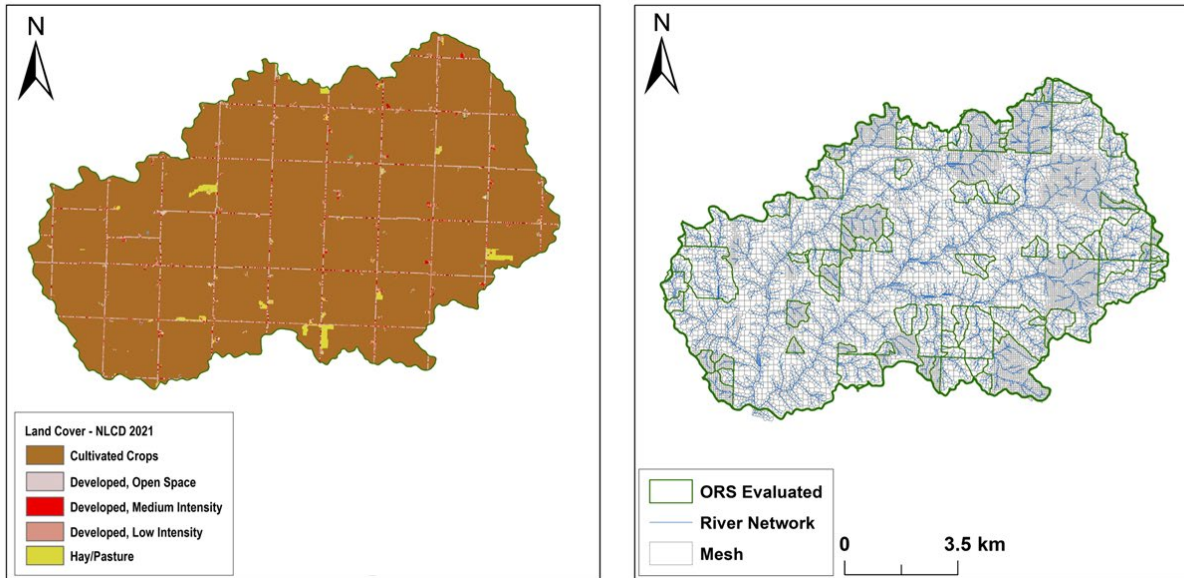 N
Land Cover - NLCD 2021
Cultivated Crops
Developed, Open Space
Developed, Medium Intensity
Developed, Low Intensity
Hay/Pasture
N
ORS Evaluated
River Network
Mesh
0 3.5 km